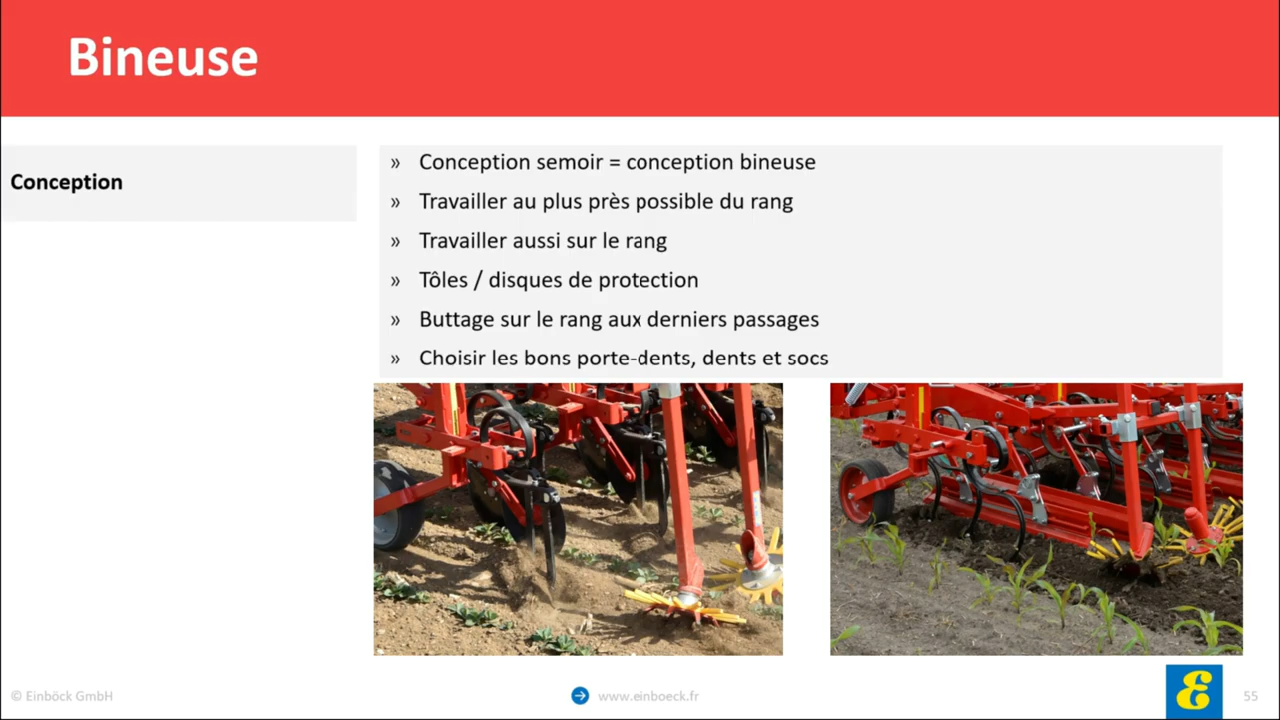 Bineuse
Conception
» Conception semoir = conception bineuse
» Travailler au plus près possible du rang
» Travailler aussi sur le rang
» Tôles / disques de protection
» Buttage sur le rang aux derniers passages
» Choisir les bons porte-dents, dents et socs
© Einböck GmbH
www.einboeck.fr
E
55